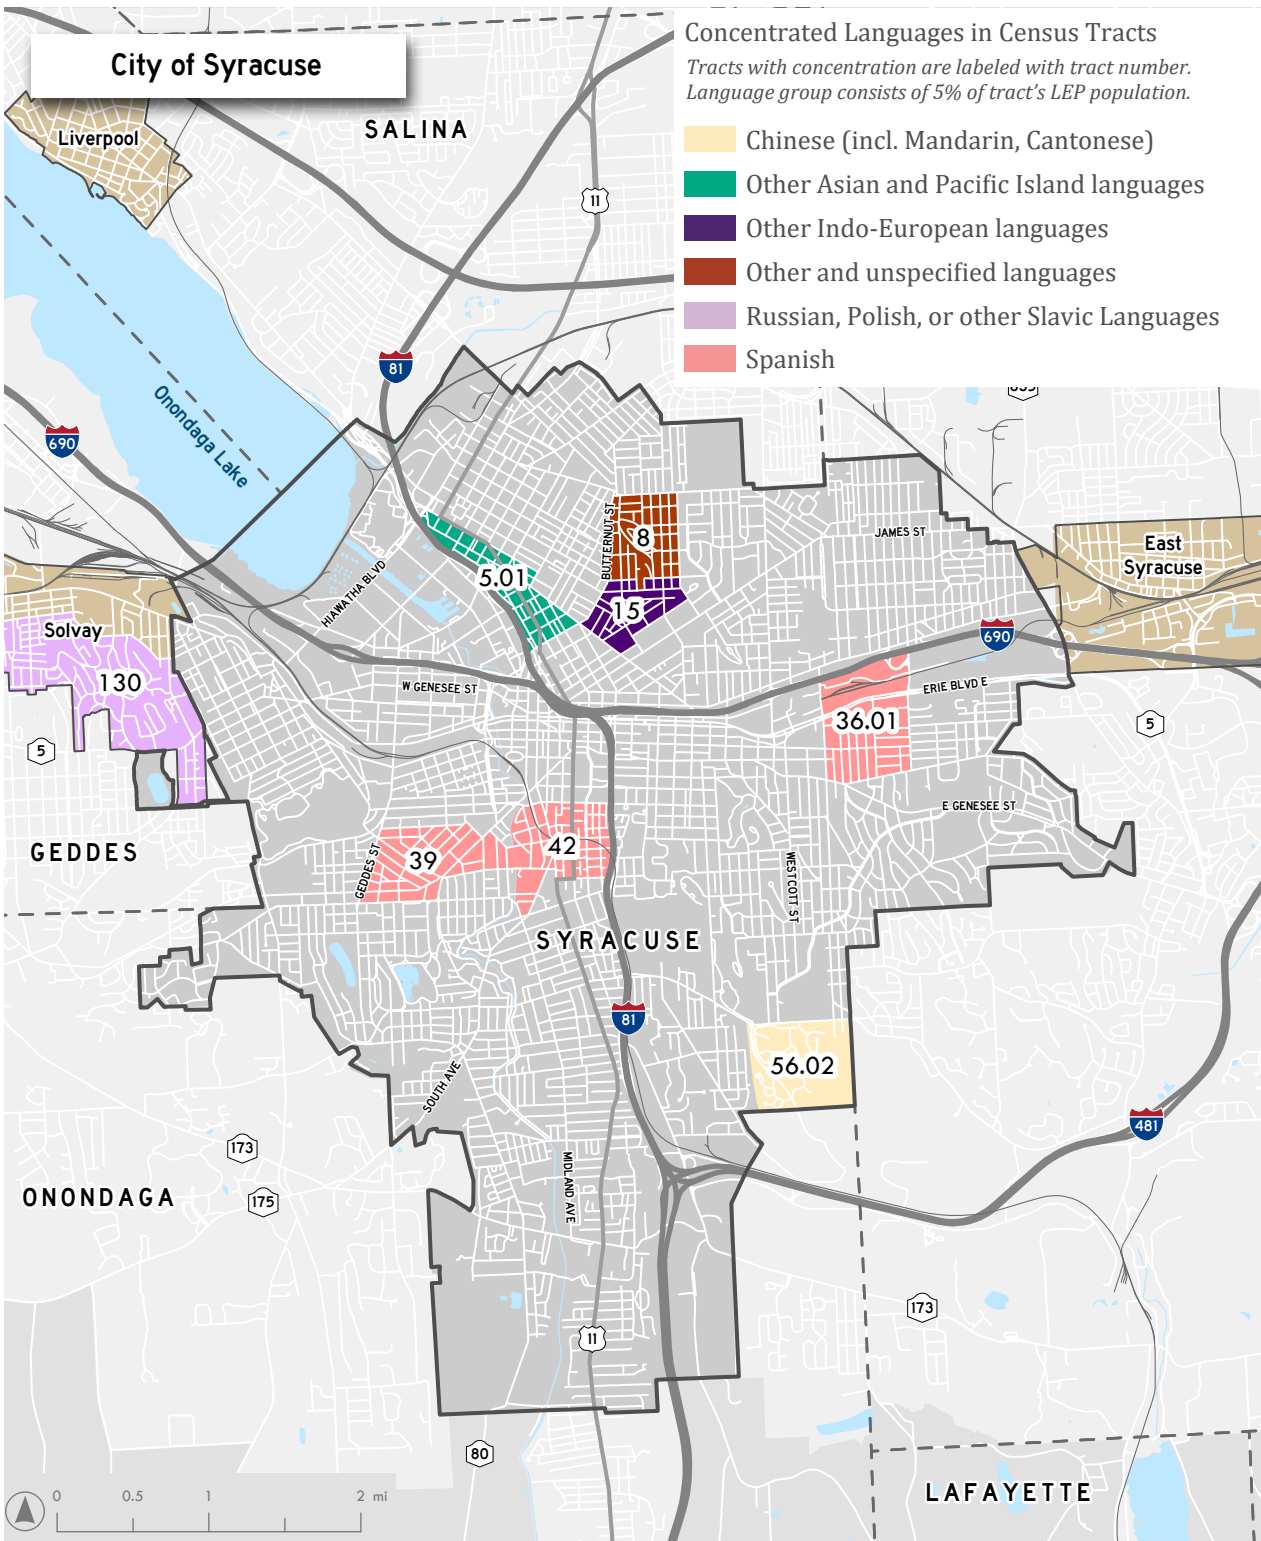 City of Syracuse
Concentrated Languages in Census Tracts
Tracts with concentration are labeled with tract number.
Language group consists of 5% of tract's LEP population.
Chinese (incl. Mandarin, Cantonese)
Other Asian and Pacific Island languages
Other Indo-European languages
Other and unspecified languages
Russian, Polish, or other Slavic Languages
Spanish
SALINA
Liverpool
11
81
690
Onondaga Lake
BUTTERNUT ST
8
JAMES ST
East
Syracuse
5.01
HIAWATHA BLVD
15
Solvay
690
130
W GENESEE ST
ERIE BLVD E
36.01
5
5
E GENESEE ST
GEDDES
GEDDES ST
39
42
WESTCOTT ST
SYRACUSE
81
56.02
SOUTH AVE
481
173
MIDLAND AVE
ONONDAGA
175
173
11
80
LAFAYETTE
0
0.5
1
2 mi